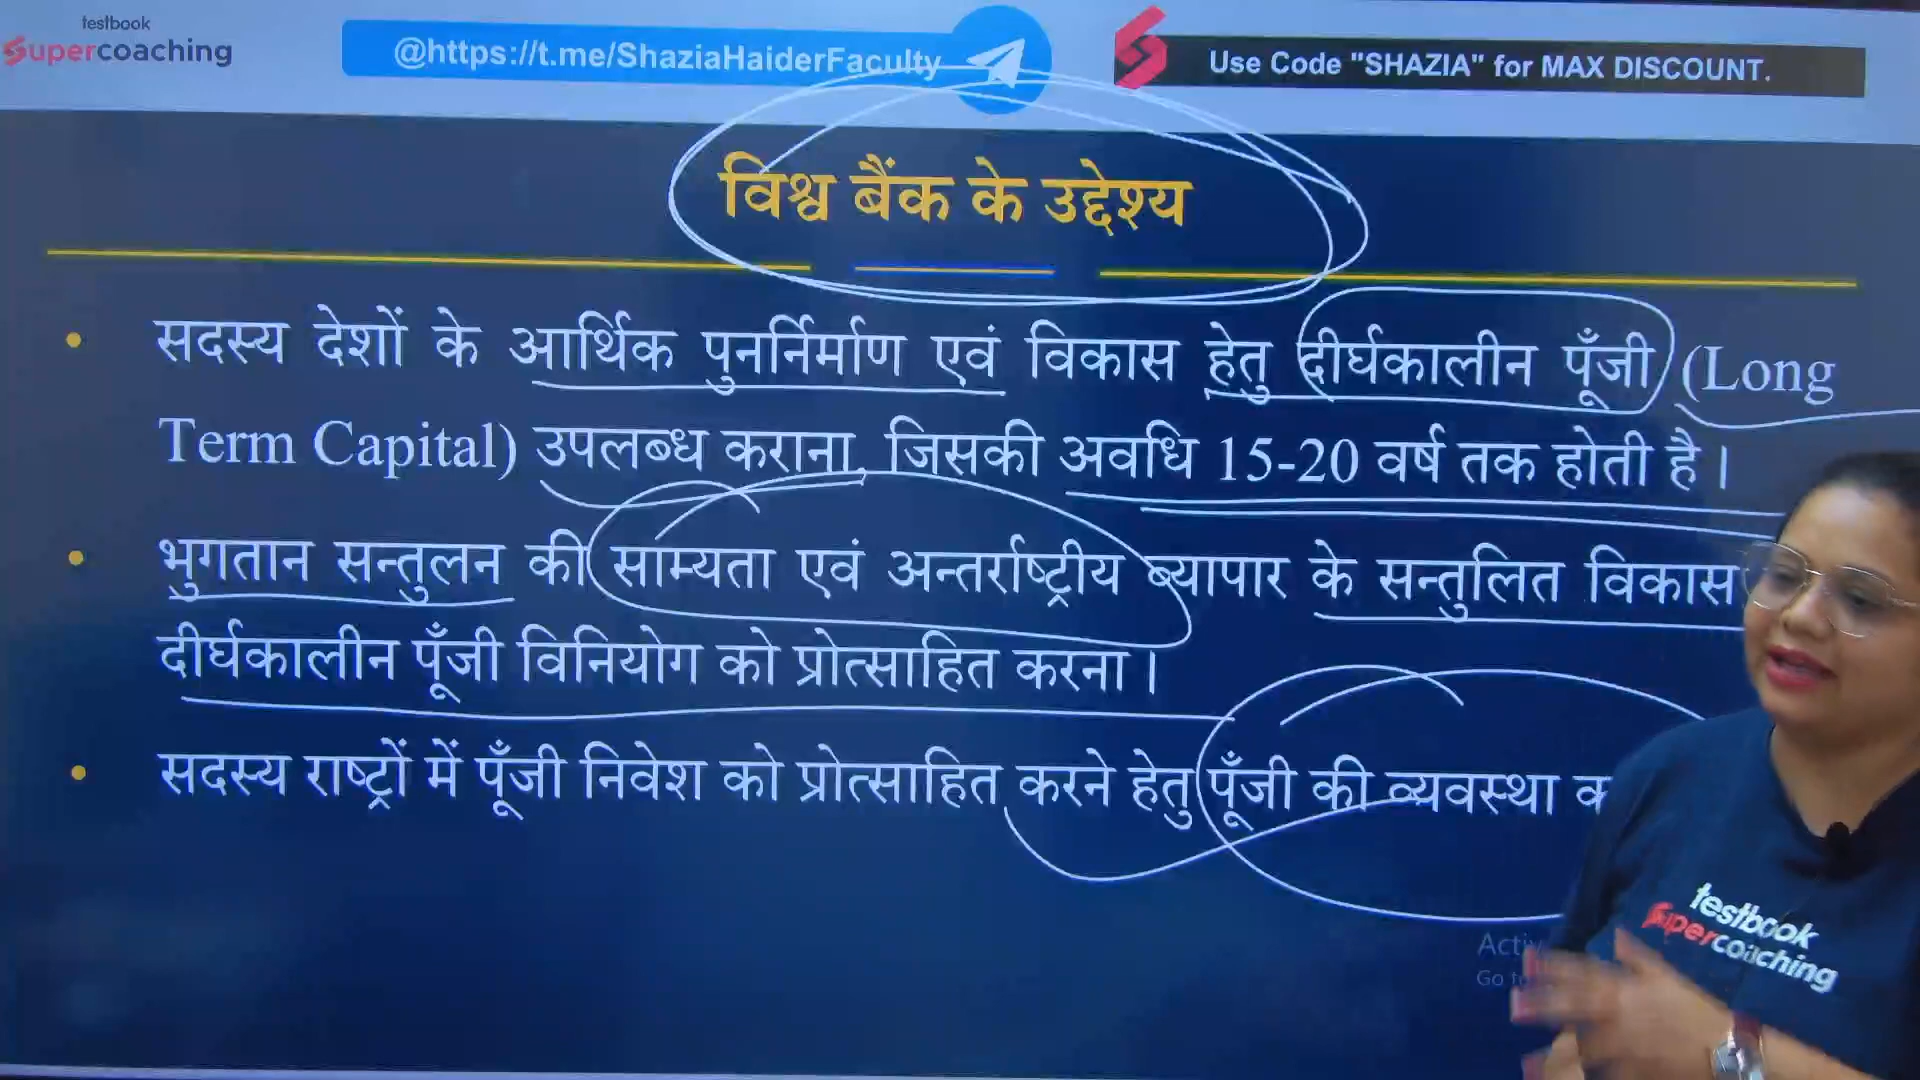 testbook
Supercoaching
@https://t.me/ShaziaHaiderFaculty
Use Code "SHAZIA" for MAX DISCOUNT.
विश्व बैंक के उद्देश्य
सदस्य देशों के आर्थिक पुनर्निर्माण एवं विकास हेतु दीर्घकालीन पूँजी (Long
Term Capital) उपलब्ध कराना, जिसकी अवधि 15-20 वर्ष तक होती है।
भुगतान सन्तुलन की साम्यता एवं अन्तर्राष्ट्रीय व्यापार के सन्तुलित विकास
दीर्घकालीन पूँजी विनियोग को प्रोत्साहित करना।
सदस्य राष्ट्रों में पूँजी निवेश को प्रोत्साहित करने हेतु पूँजी की व्यवस्था
testbook
Supercoaching